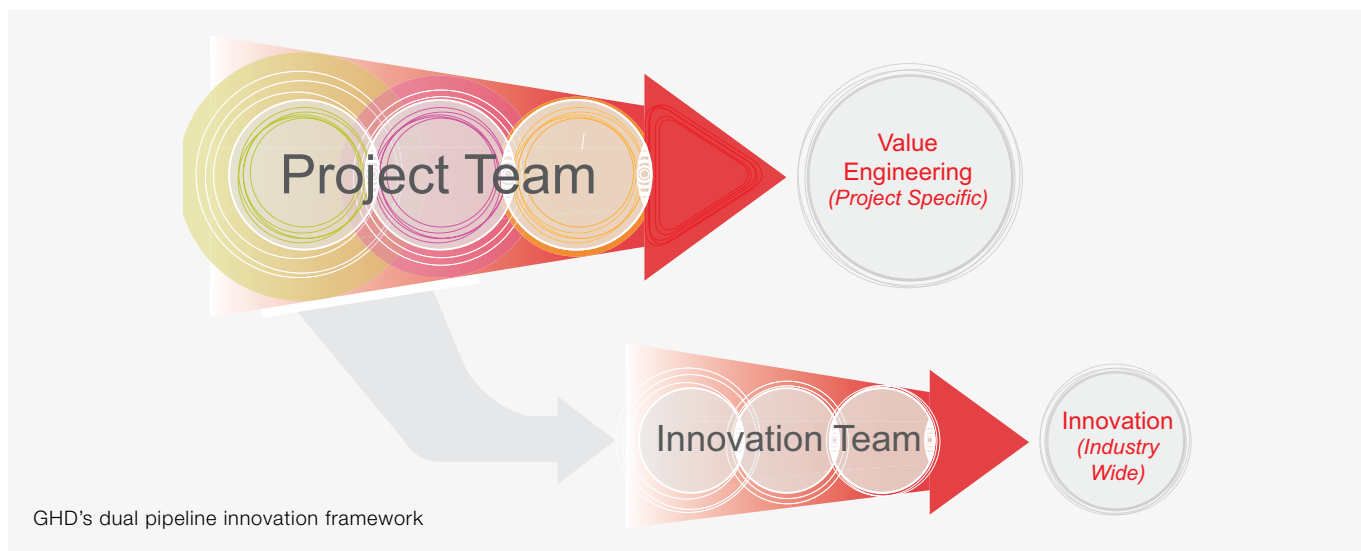 Project Team
Value
Engineering
(Project Specific)
Innovation Team
Innovation
(Industry
Wide)
GHD’s dual pipeline innovation framework